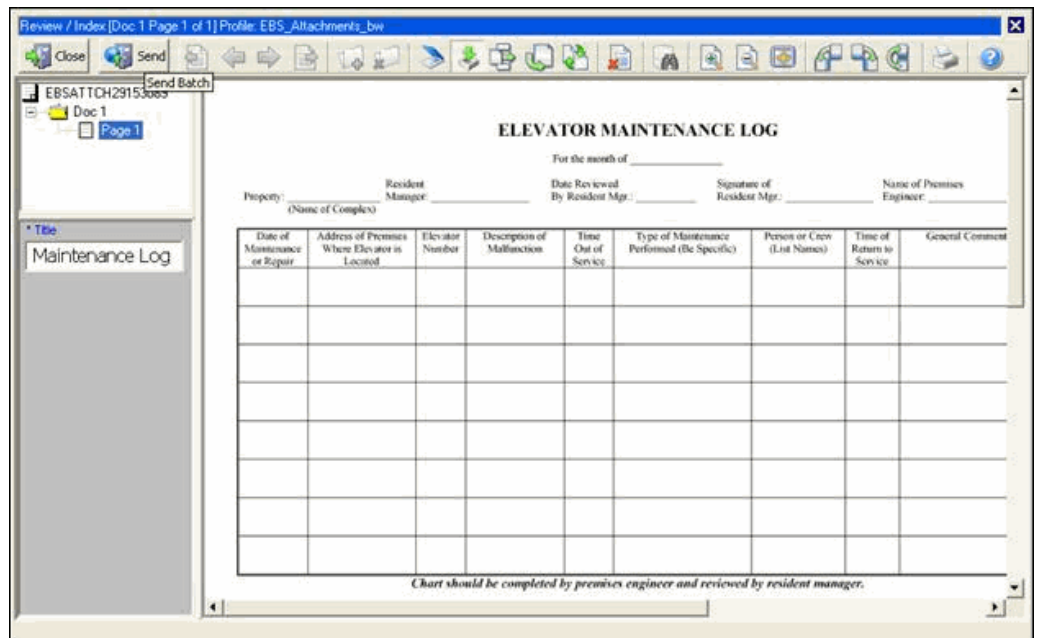 Review / Index [Doc 1 Page 1 of 1] Profile: EBS_Attachments_bw
Close Send
Send Batch
Doc 1
Page 1
* Title
Maintenance Log
ELEVATOR MAINTENANCE LOG
For the month of
Property: Resident Manager: Date Reviewed By Resident Mgr.: Signature of Resident Mgr.: Name of Premises Engineer:
(Name of Complex)
Date of Maintenance or Repair
Address of Premises Where Elevator is Located
Elevator Number
Description of Malfunction
Time Out of Service
Type of Maintenance Performed (Be Specific)
Person or Crew (List Names)
Time of Return to Service
General Comment
Chart should be completed by premises engineer and reviewed by resident manager.